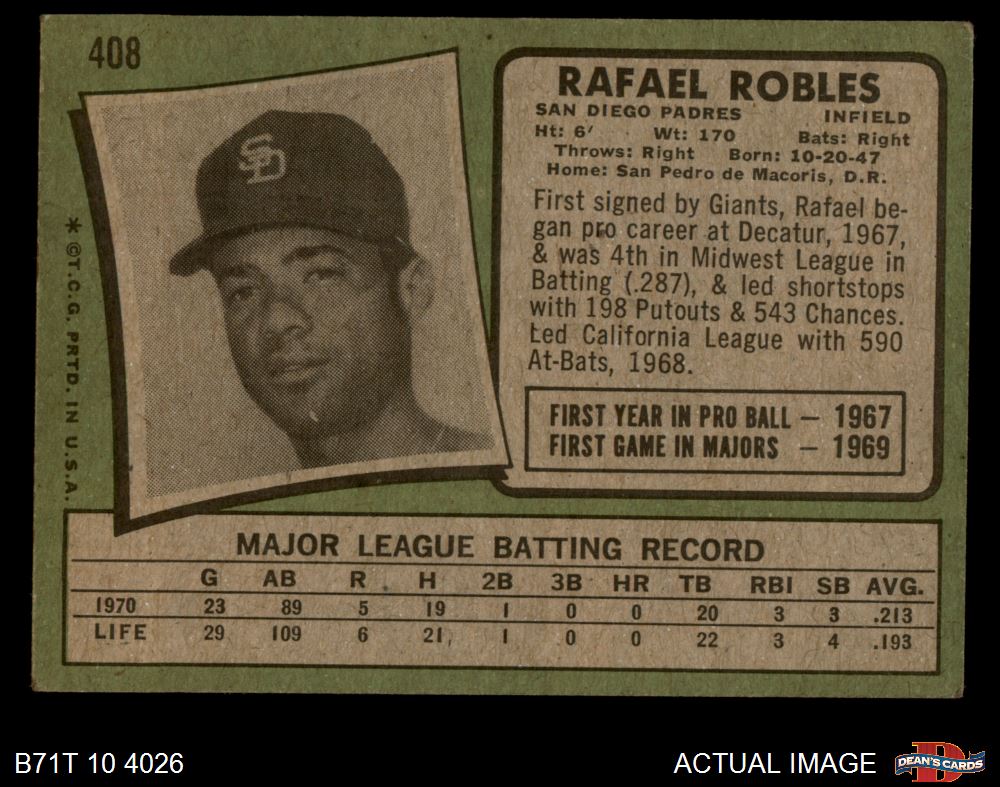 408
SD
* ©T.C.G. PRTD. IN U.S.A.
RAFAEL ROBLES
SAN DIEGO PADRES INFIELD
Ht: 6' Wt: 170 Bats: Right
Throws: Right Born: 10-20-47
Home: San Pedro de Macoris, D.R.
First signed by Giants, Rafael be-
gan pro career at Decatur, 1967,
& was 4th in Midwest League in
Batting (.287), & led shortstops
with 198 Putouts & 543 Chances.
Led California League with 590
At-Bats, 1968.
FIRST YEAR IN PRO BALL — 1967
FIRST GAME IN MAJORS — 1969
MAJOR LEAGUE BATTING RECORD
G AB R H 2B 3B HR TB RBI SB AVG.
1970 23 89 5 19 1 0 0 20 3 3 .213
LIFE 29 109 6 21 1 0 0 22 3 4 .193
B71T 10 4026
ACTUAL IMAGE
D
DEAN'S CARDS